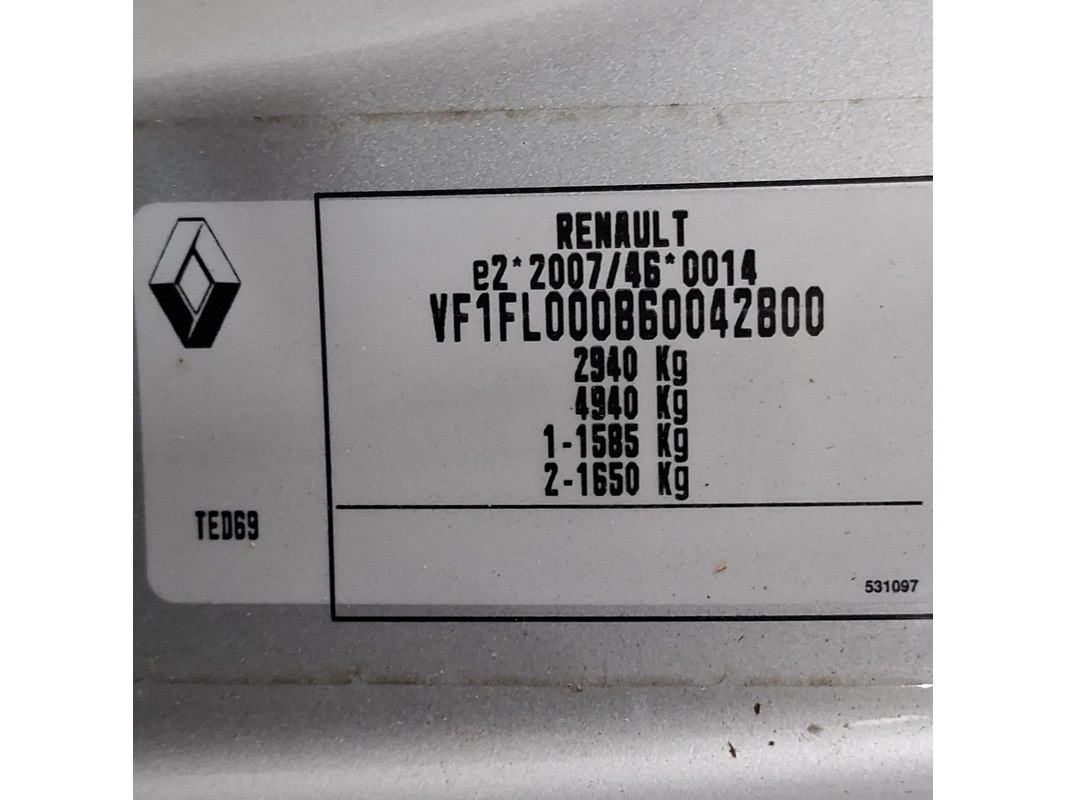 RENAULT
e2*2007/46*0014
VF1FL000860042800
2940 Kg
4940 Kg
1-1585 Kg
2-1650 Kg
TED69
531097